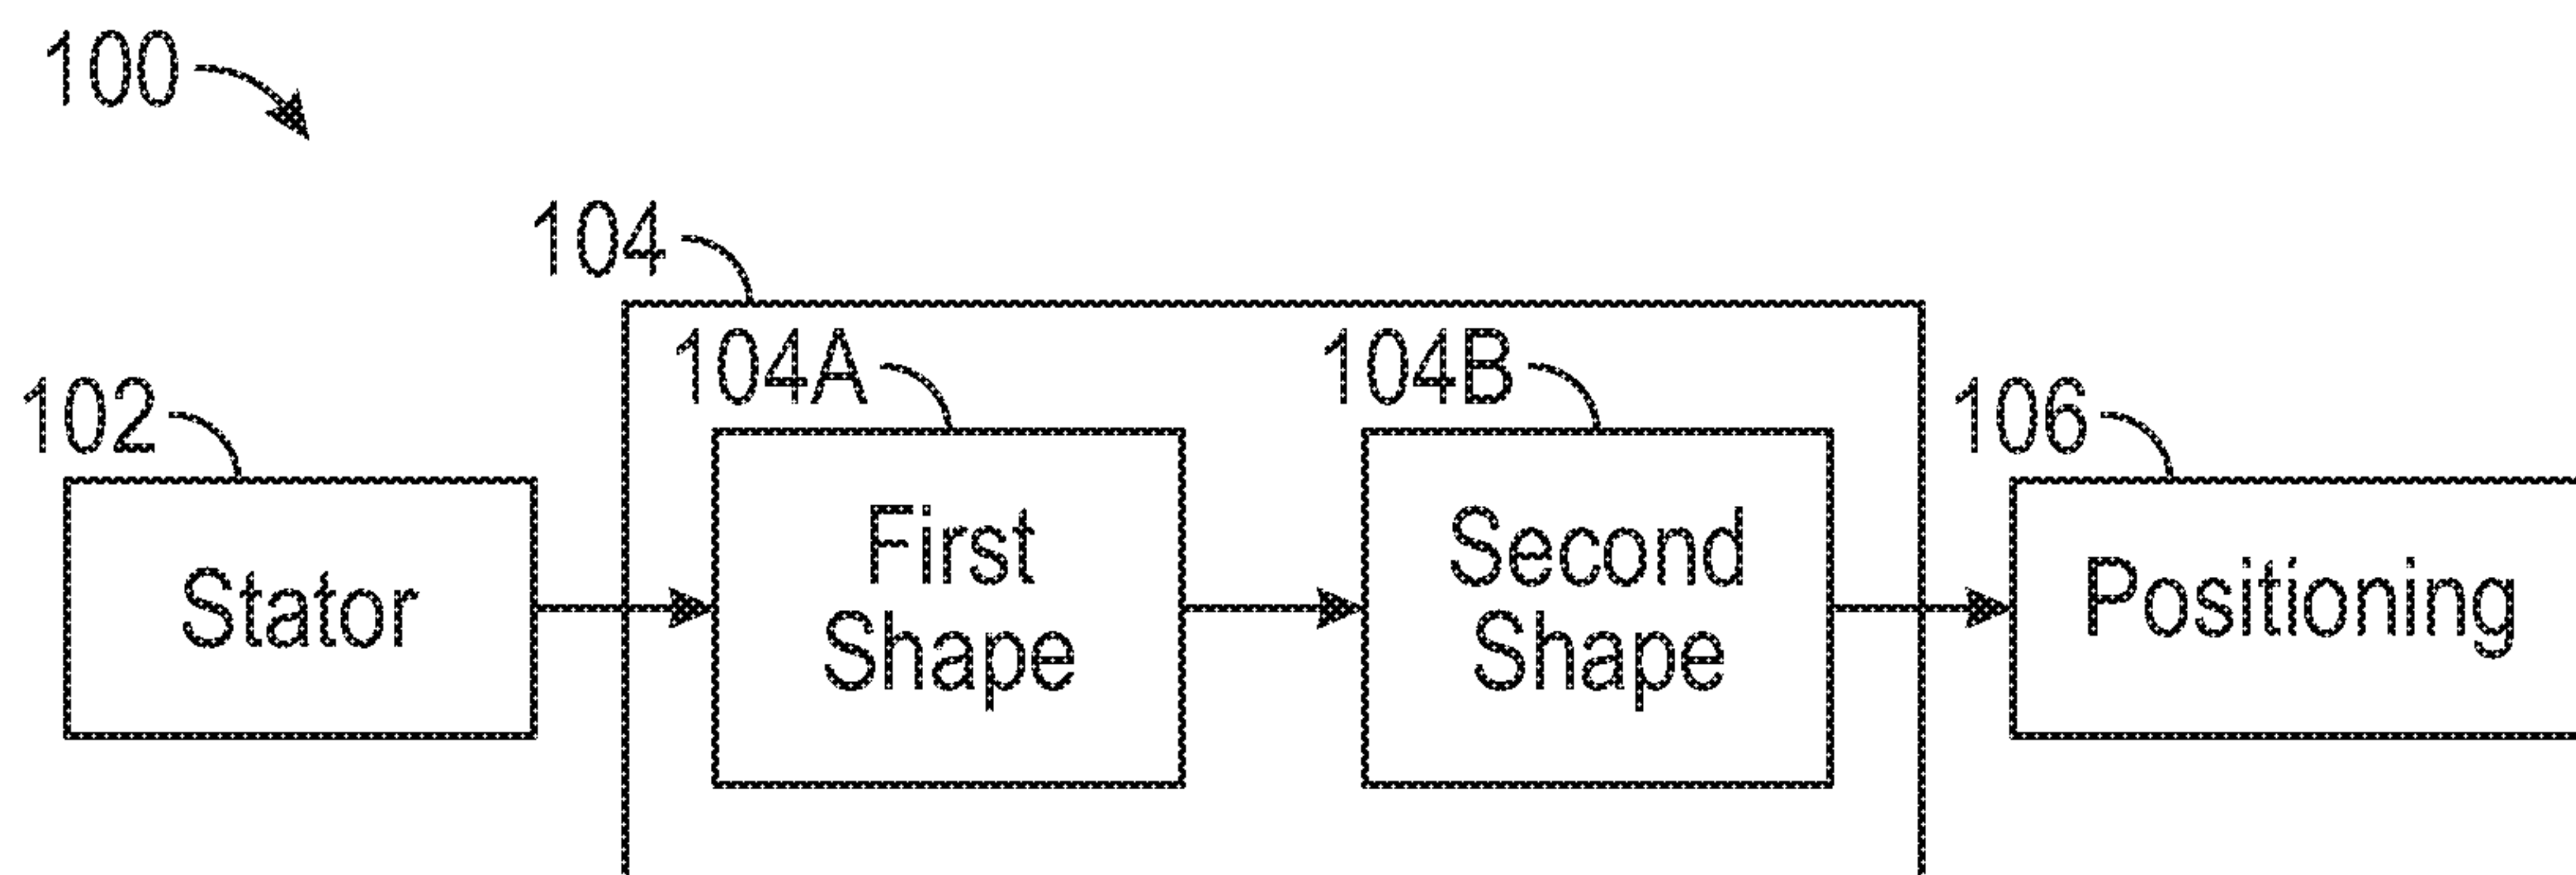 100
104
104A
104B
102
106
Stator
First
Shape
Second
Shape
Positioning